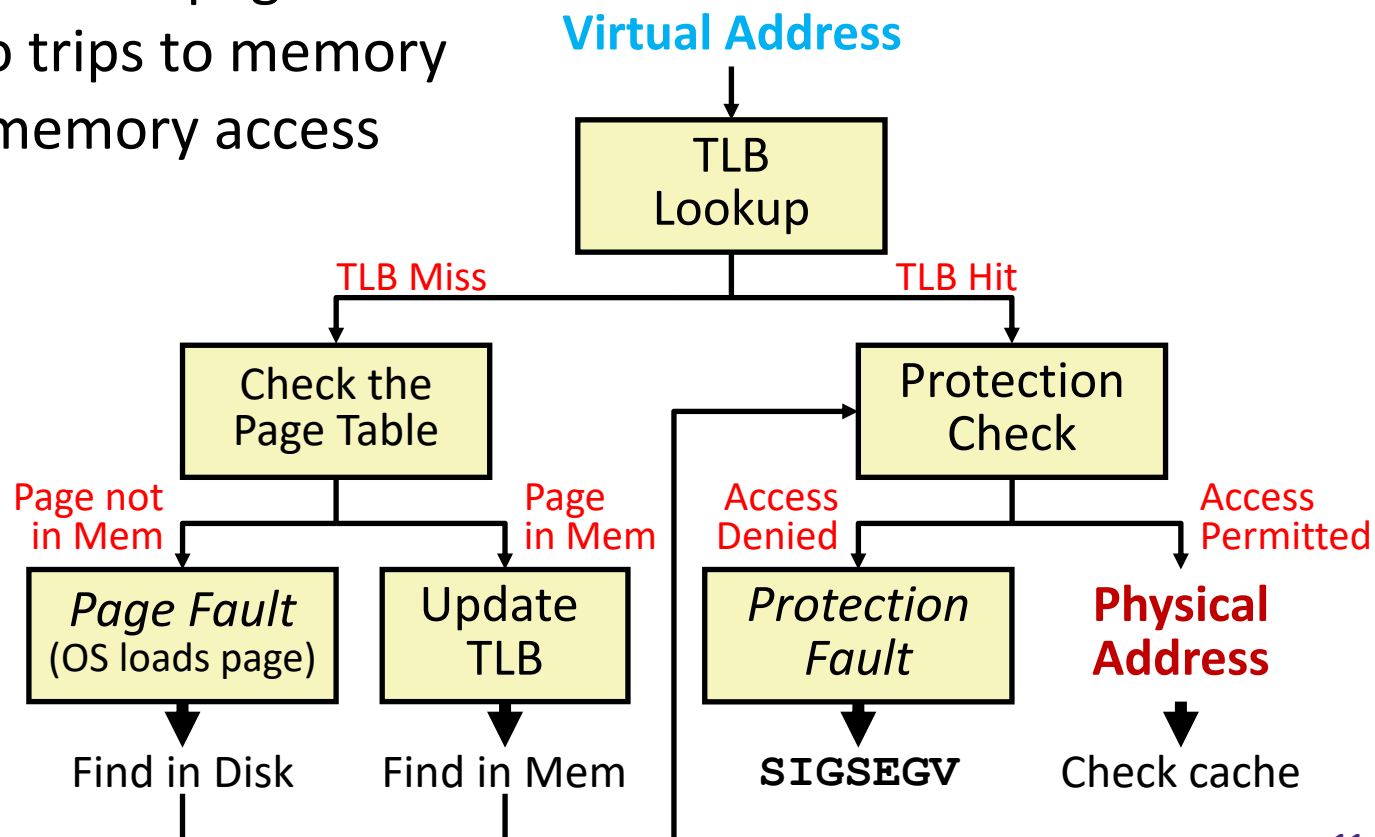 trips to memory
memory access
Virtual Address
TLB
Lookup
TLB Miss
TLB Hit
Check the
Page Table
Protection
Check
Page not
in Mem
Page
in Mem
Access
Denied
Access
Permitted
Page Fault
(OS loads page)
Update
TLB
Protection
Fault
Physical
Address
Find in Disk
Find in Mem
SIGSEGV
Check cache